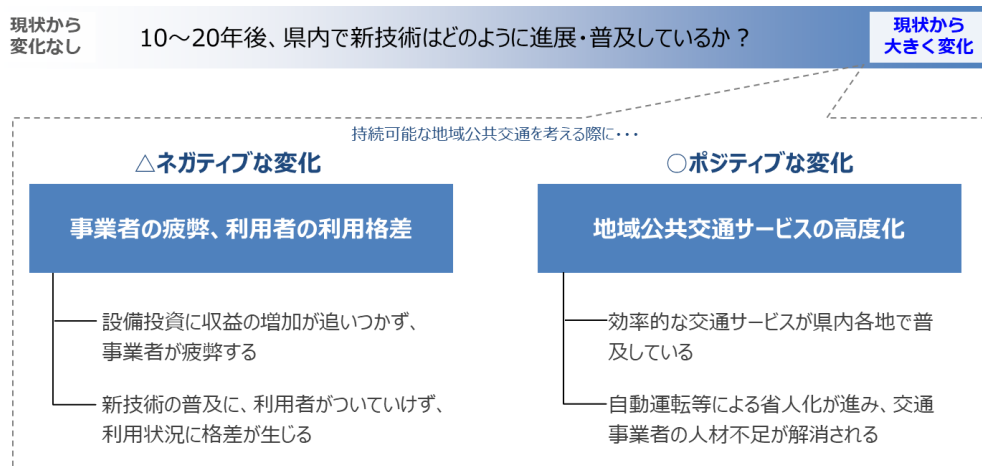 現状から
変化なし
10～20年後、県内で新技術はどのように進展・普及しているか？
現状から
大きく変化
持続可能な地域公共交通を考える際に・・・
△ネガティブな変化
事業者の疲弊、利用者の利用格差
設備投資に収益の増加が追いつかず、
事業者が疲弊する
新技術の普及に、利用者がついていけず、
利用状況に格差が生じる
○ポジティブな変化
地域公共交通サービスの高度化
効率的な交通サービスが県内各地で普
及している
自動運転等による省人化が進み、交通
事業者の人材不足が解消される